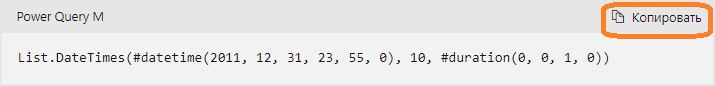 Power Query M
Копировать
List.DateTimes(#datetime(2011, 12, 31, 23, 55, 0), 10, #duration(0, 0, 1, 0))